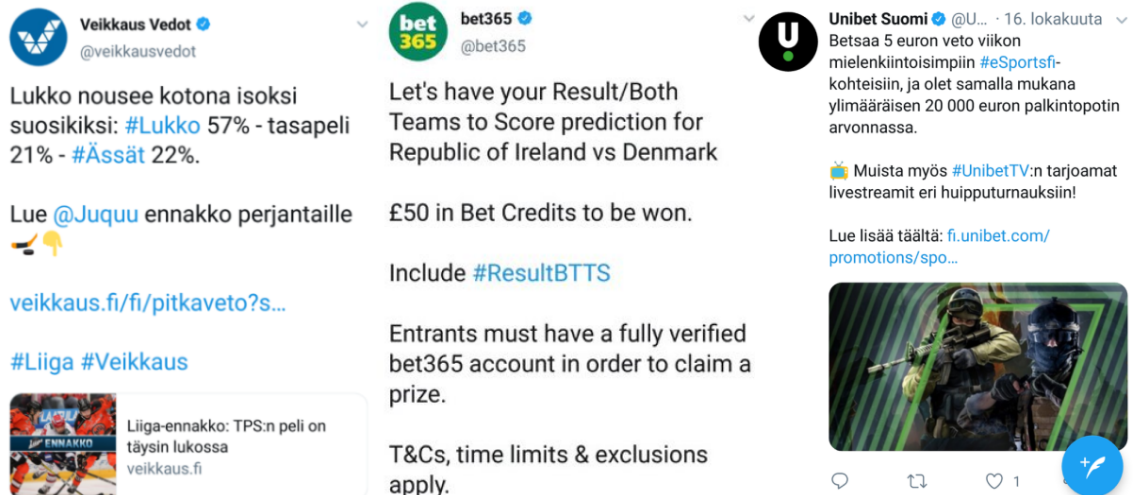 Veikkaus Vedot
@veikkausvedot
Lukko nousee kotona isoksi
suosikiksi: #Lukko 57% - tasapeli
21% - #Ässät 22%.
Lue @Juquu ennakko perjantaille
veikkaus.fi/fi/pitkaveto?s...
#Liiga #Veikkaus
ENNAKKO
Liiga-ennakko: TPS:n peli on
täysin lukossa
veikkaus.fi
bet365
bet365
@bet365
Let's have your Result/Both
Teams to Score prediction for
Republic of Ireland vs Denmark
£50 in Bet Credits to be won.
Include #ResultBTTS
Entrants must have a fully verified
bet365 account in order to claim a
prize.
T&Cs, time limits & exclusions
apply.
U
Unibet Suomi @U... · 16. lokakuuta
Betsaa 5 euron veto viikon
mielenkiintoisimpiin #eSportsfi-
kohteisiin, ja olet samalla mukana
ylimääräisen 20 000 euron palkintopotin
arvonnassa.
Muista myös #UnibetTV:n tarjoamat
livestreamit eri huipputurnauksiin!
Lue lisää täältä: fi.unibet.com/
promotions/spo...
1